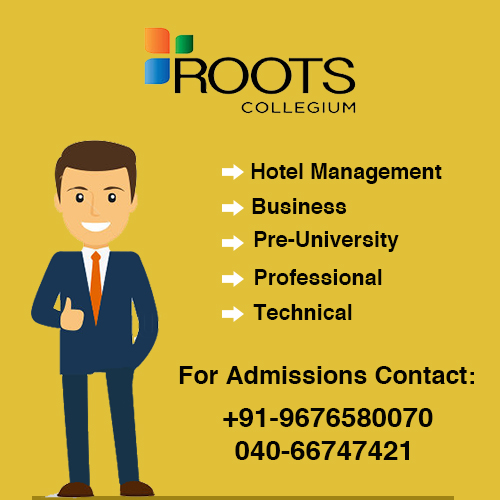 ROOTS
COLLEGIUM
Hotel Management
Business
Pre-University
Professional
Technical
For Admissions Contact:
+91-9676580070
040-66747421